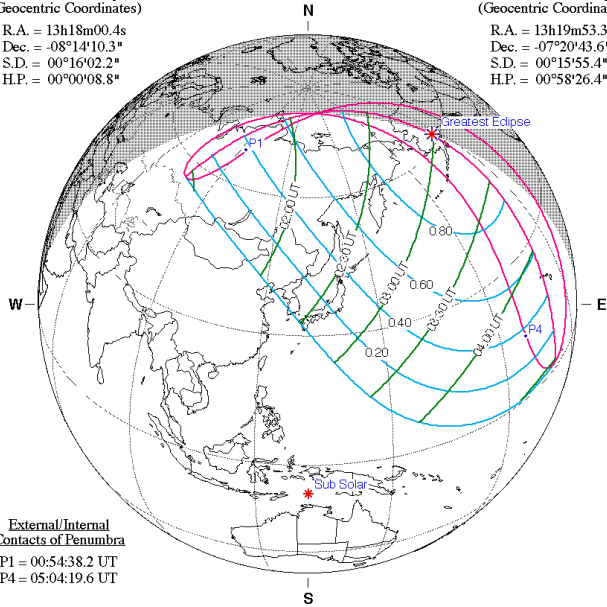 Geocentric Coordinates)
R.A. = 13h18m00.4s
Dec. = -08°14'10.3"
S.D. = 00°16'02.2"
H.P. = 00°00'08.8"
(Geocentric Coordina
R.A. = 13h19m53.3
Dec. = -07°20'43.6
S.D. = 00°15'55.4"
H.P. = 00°58'26.4"
N
Greatest Eclipse
P1
02:00 UT
02:30 UT
03:00 UT
03:30 UT
04:00 UT
0.80
0.60
0.40
0.20
W
E
P4
Sub Solar
External/Internal
Contacts of Penumbra
P1 = 00:54:38.2 UT
P4 = 05:04:19.6 UT
S